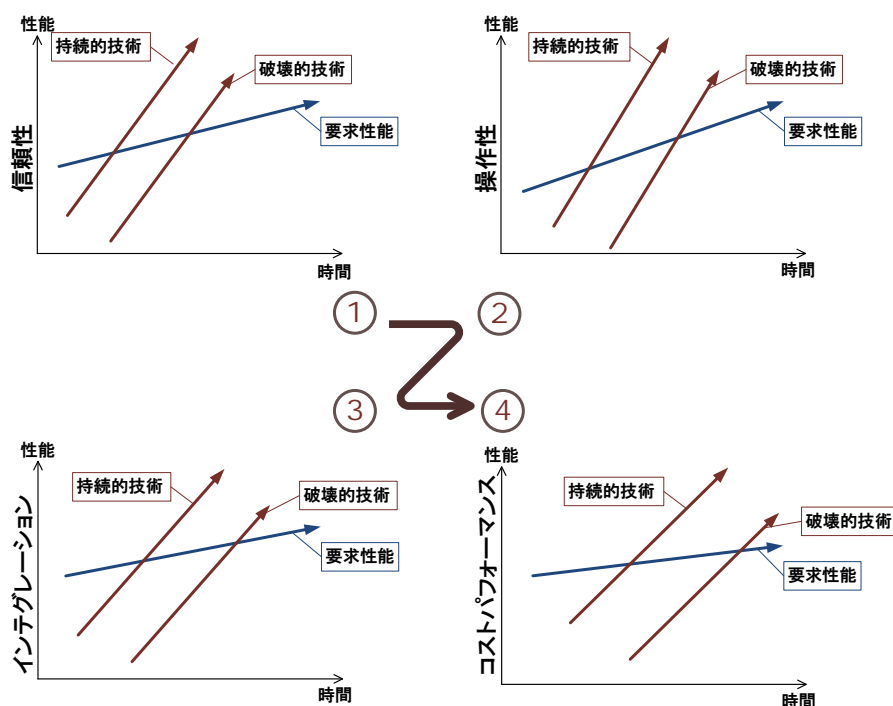 性能
持続的技術
破壊的技術
要求性能
信頼性
時間
性能
持続的技術
破壊的技術
要求性能
操作性
時間
1
2
3
4
性能
持続的技術
破壊的技術
要求性能
インテグレーション
時間
性能
持続的技術
破壊的技術
要求性能
コストパフォーマンス
時間